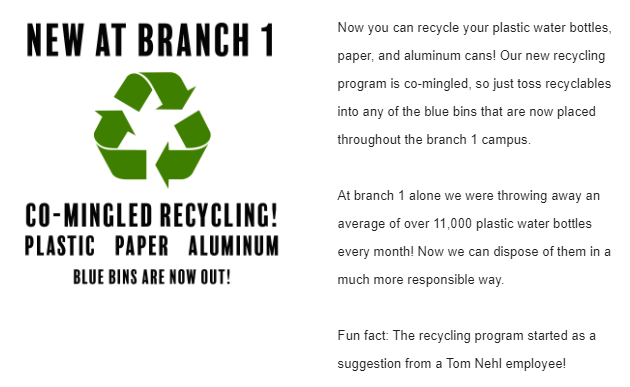 NEW AT BRANCH 1
CO-MINGLED RECYCLING!
PLASTIC PAPER ALUMINUM
BLUE BINS ARE NOW OUT!
Now you can recycle your plastic water bottles,
paper, and aluminum cans! Our new recycling
program is co-mingled, so just toss recyclables
into any of the blue bins that are now placed
throughout the branch 1 campus.
At branch 1 alone we were throwing away an
average of over 11,000 plastic water bottles
every month! Now we can dispose of them in a
much more responsible way.
Fun fact: The recycling program started as a
suggestion from a Tom Nehl employee!